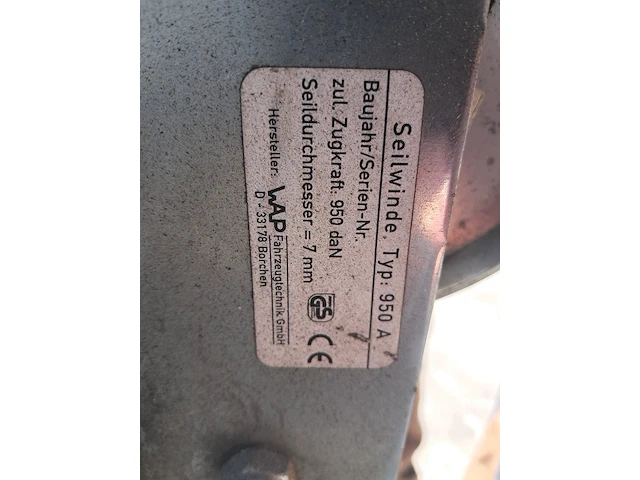 Seilwinde, Typ: 950 A
Baujahr/Serien-Nr.
zul. Zugkraft: 950 daN
Seildurchmesser = 7 mm
GS CE
Hersteller: WAP Fahrzeugtechnik GmbH
D - 33178 Borchen